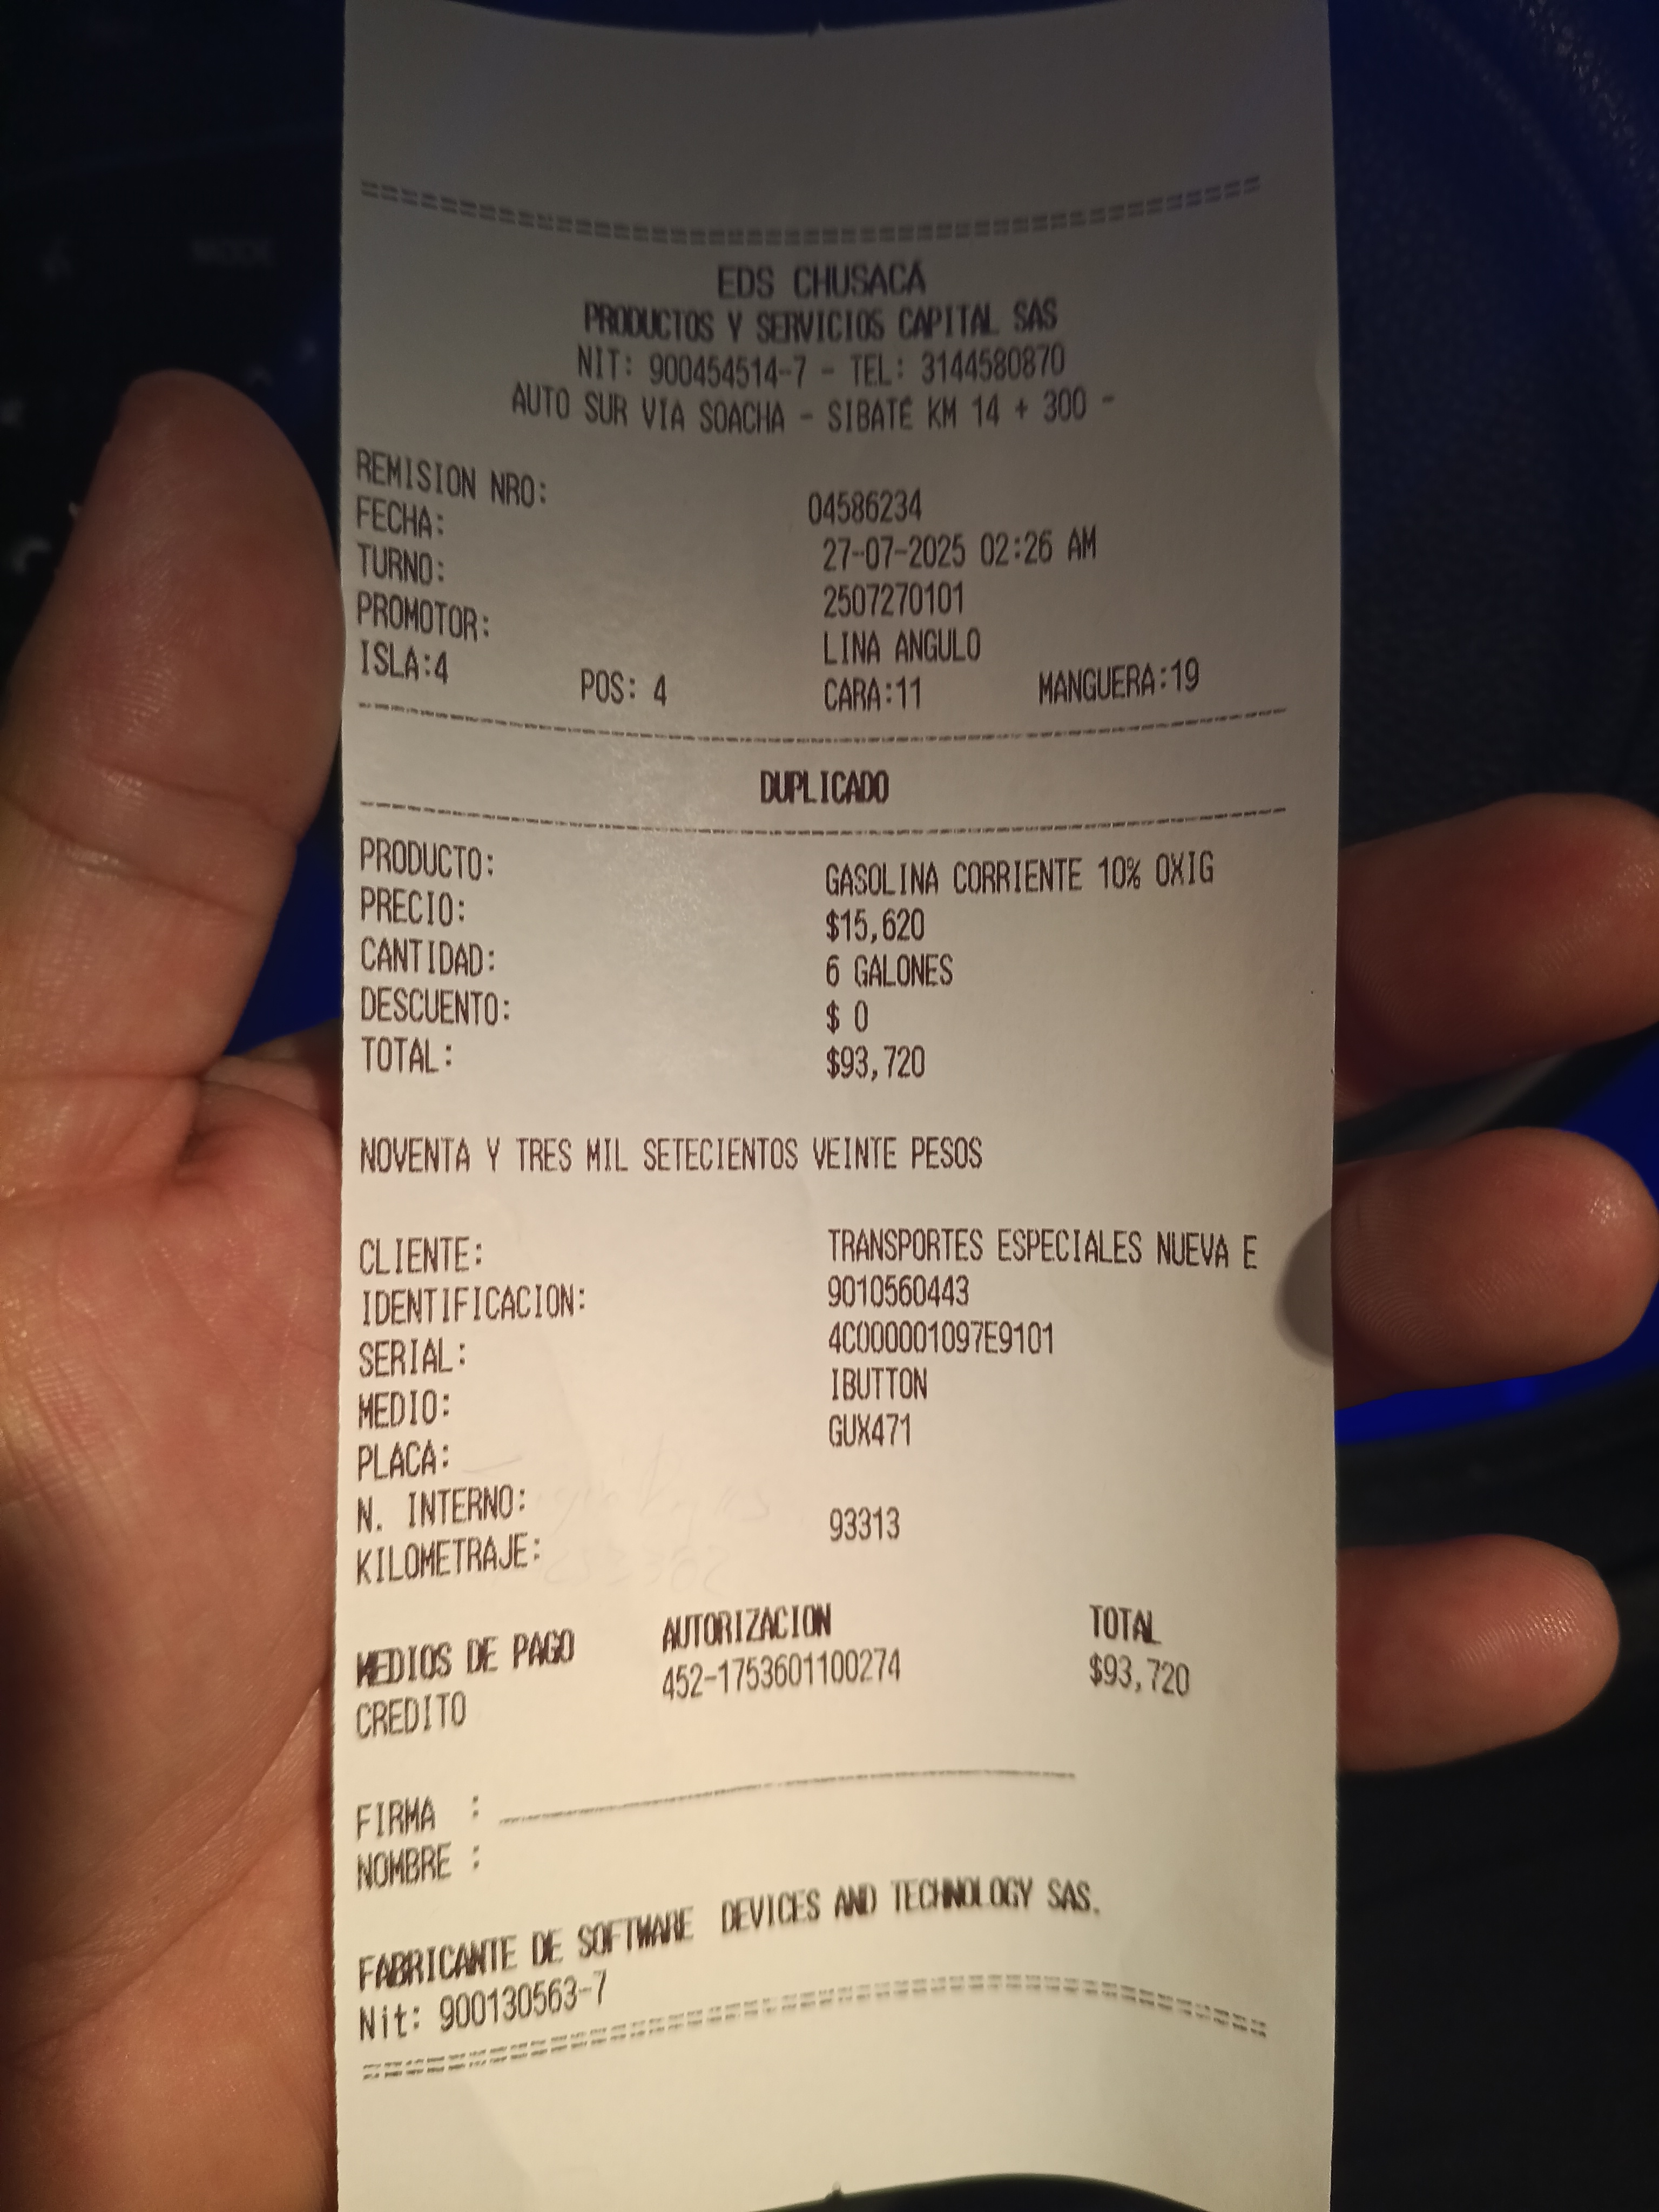 EDS CHUSACÁ
PRODUCTOS Y SERVICIOS CAPITAL SAS
NIT: 900454514-7 - TEL: 3144580870
AUTO SUR VIA SOACHA - SIBATÉ KM 14 + 300 -
REMISION NRO: 04586234
FECHA: 27-07-2025 02:26 AM
TURNO: 2507270101
PROMOTOR: LINA ANGULO
ISLA:4 POS: 4 CARA:11 MANGUERA:19
DUPLICADO
PRODUCTO: GASOLINA CORRIENTE 10% OXIG
PRECIO: $15,620
CANTIDAD: 6 GALONES
DESCUENTO: $ 0
TOTAL: $93,720
NOVENTA Y TRES MIL SETECIENTOS VEINTE PESOS
CLIENTE: TRANSPORTES ESPECIALES NUEVA E
IDENTIFICACION: 9010560443
SERIAL: 4C000001097E9101
MEDIO: IBUTTON
PLACA: GUX471
N. INTERNO:
KILOMETRAJE: 93313
MEDIOS DE PAGO AUTORIZACION TOTAL
CREDITO 452-1753601100274 $93,720
FIRMA :
NOMBRE :
FABRICANTE DE SOFTWARE DEVICES AND TECHNOLOGY SAS.
Nit: 900130563-7